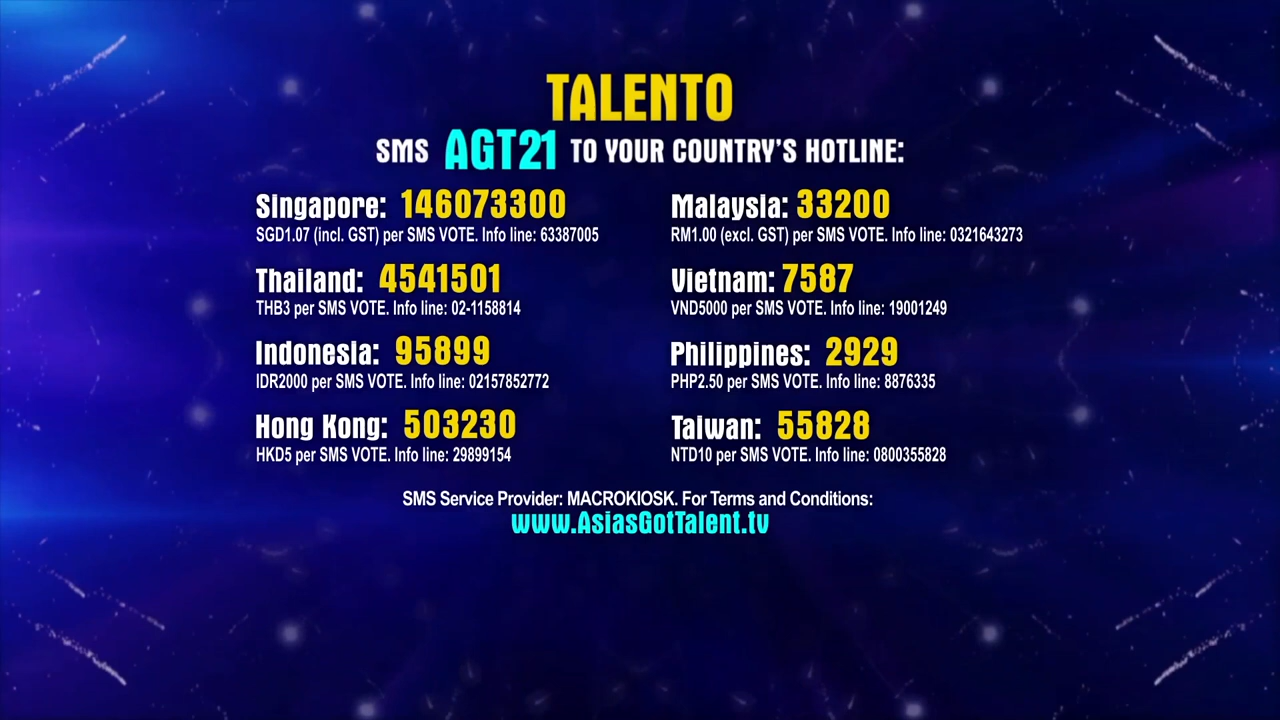 TALENTO
SMS AGT21 TO YOUR COUNTRY'S HOTLINE:
Singapore: 146073300
SGD1.07 (incl. GST) per SMS VOTE. Info line: 63387005
Malaysia: 33200
RM1.00 (excl. GST) per SMS VOTE. Info line: 0321643273
Thailand: 4541501
THB3 per SMS VOTE. Info line: 02-1158814
Vietnam: 7587
VND5000 per SMS VOTE. Info line: 19001249
Indonesia: 95899
IDR2000 per SMS VOTE. Info line: 02157852772
Philippines: 2929
PHP2.50 per SMS VOTE. Info line: 8876335
Hong Kong: 503230
HKD5 per SMS VOTE. Info line: 29899154
Taiwan: 55828
NTD10 per SMS VOTE. Info line: 0800355828
SMS Service Provider: MACROKIOSK. For Terms and Conditions:
www.AsiasGotTalent.tv